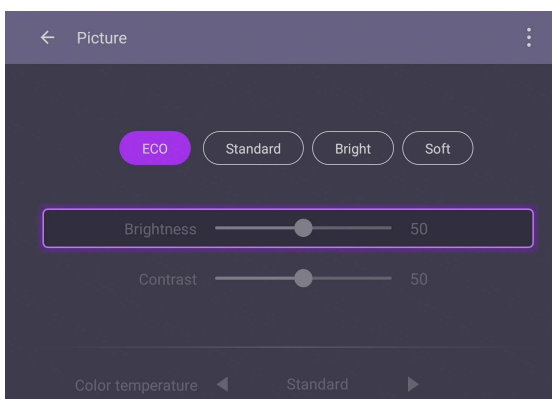 Picture
ECO Standard Bright Soft
Brightness 50
Contrast 50
Color temperature Standard